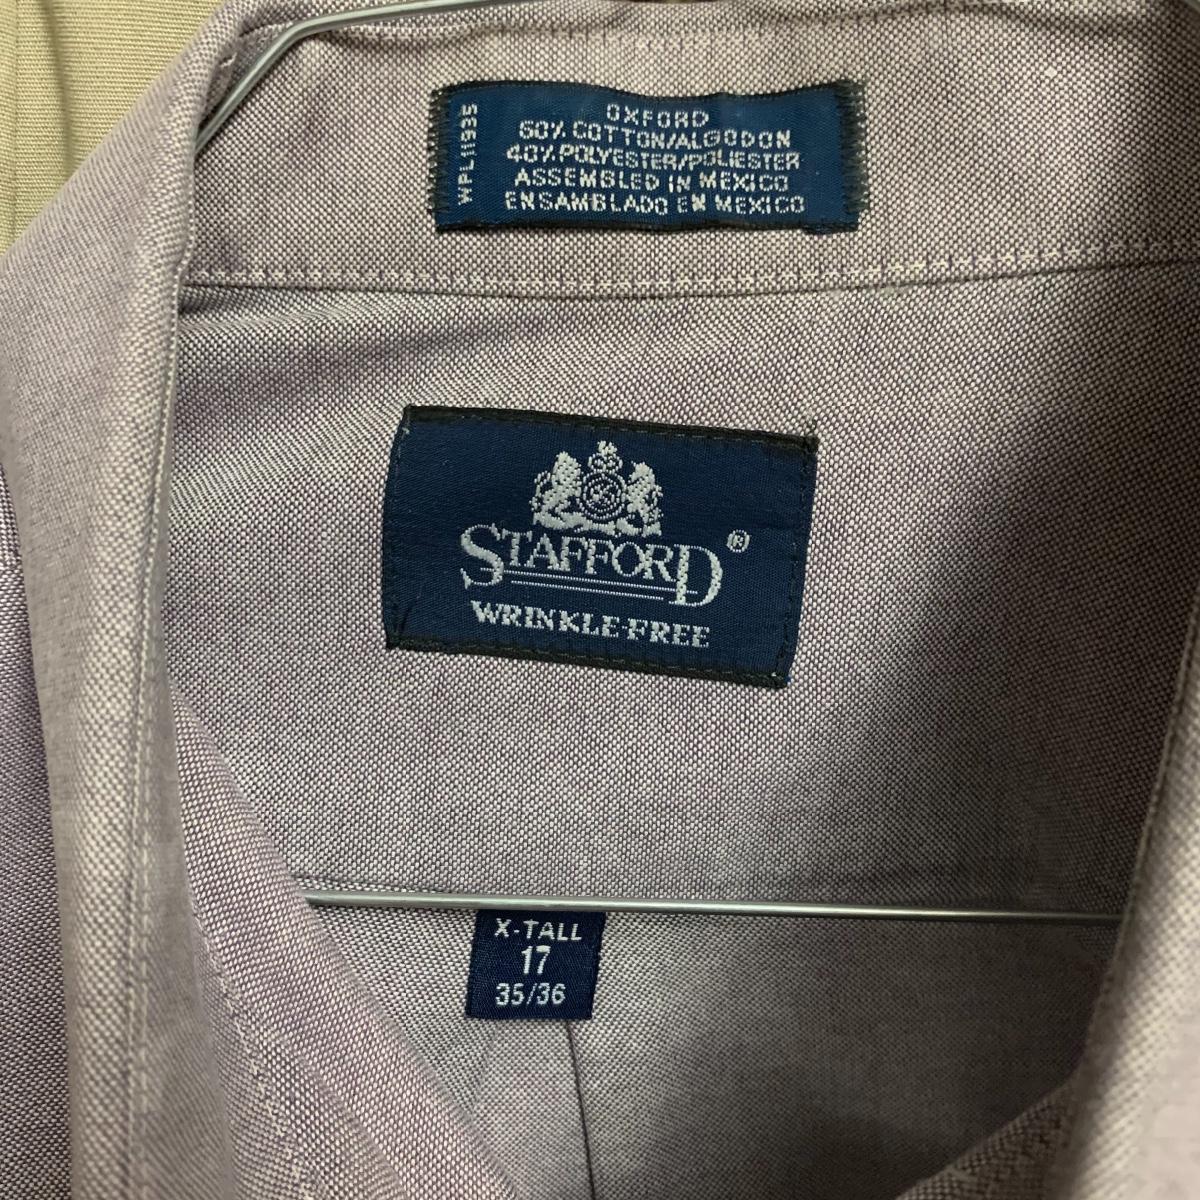 WPL11935
OXFORD
60% COTTON/ALGODON
40% POLYESTER/POLIESTER
ASSEMBLED IN MEXICO
ENSAMBLADO EN MEXICO
STAFFORD®
WRINKLE-FREE
X-TALL
17
35/36